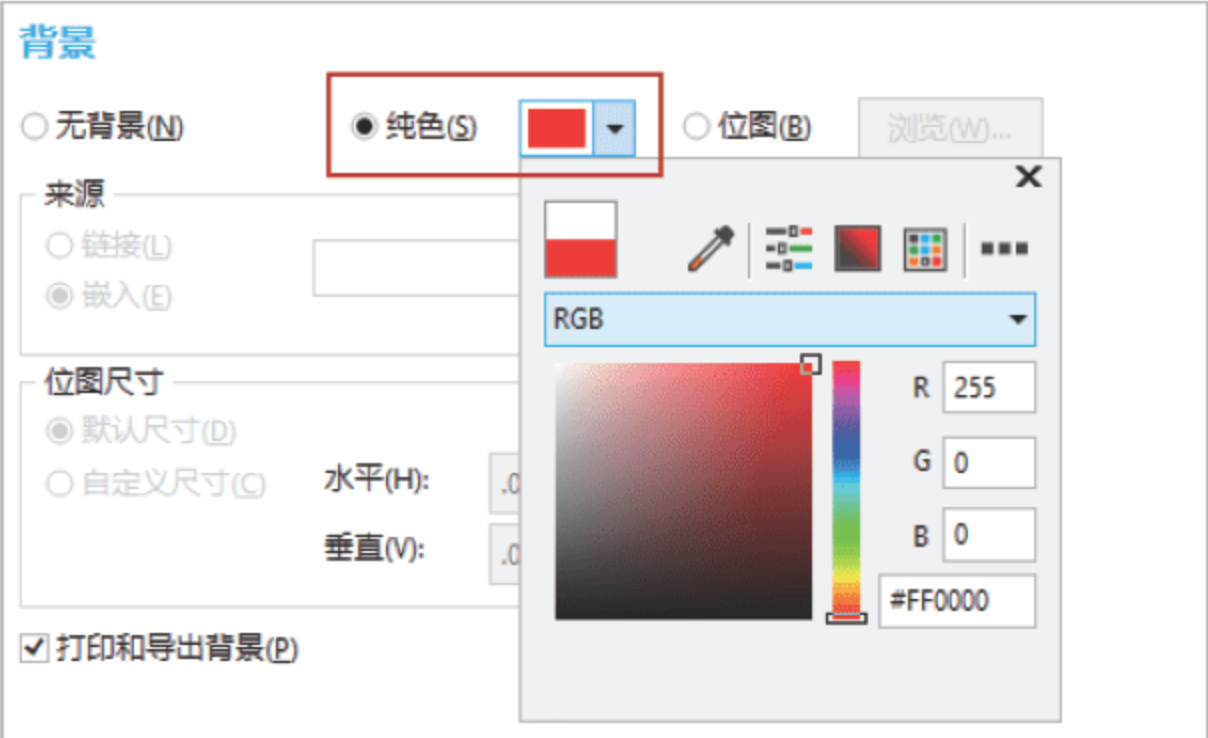 背景
无背景(N)
纯色(S)
位图(B)
浏览(W)...
来源
链接(L)
嵌入(E)
RGB
R 255
G 0
B 0
#FF0000
位图尺寸
默认尺寸(D)
自定义尺寸(C)
水平(H): .0
垂直(V): .0
打印和导出背景(P)